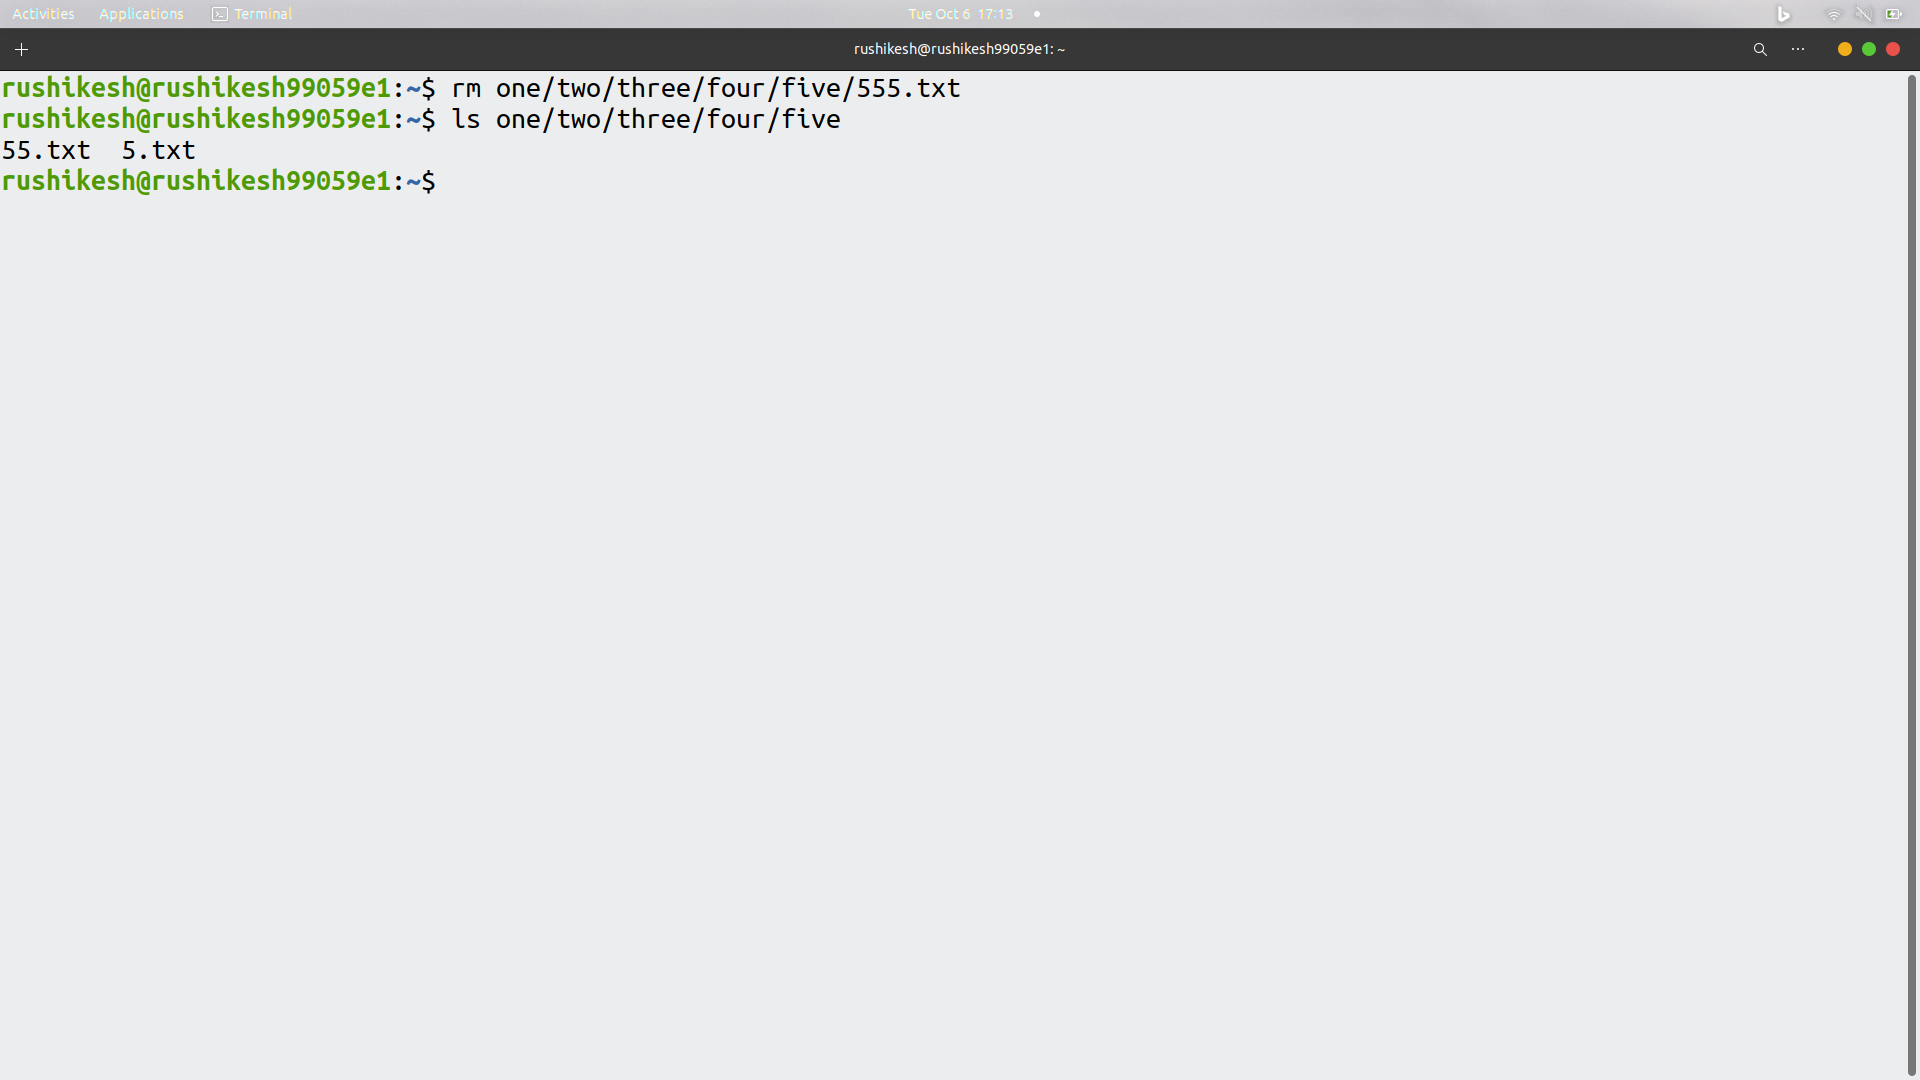 Activities Applications Terminal Tue Oct 6 17:13
rushikesh@rushikesh99059e1: ~
rushikesh@rushikesh99059e1:~$ rm one/two/three/four/five/555.txt
rushikesh@rushikesh99059e1:~$ ls one/two/three/four/five
55.txt  5.txt
rushikesh@rushikesh99059e1:~$